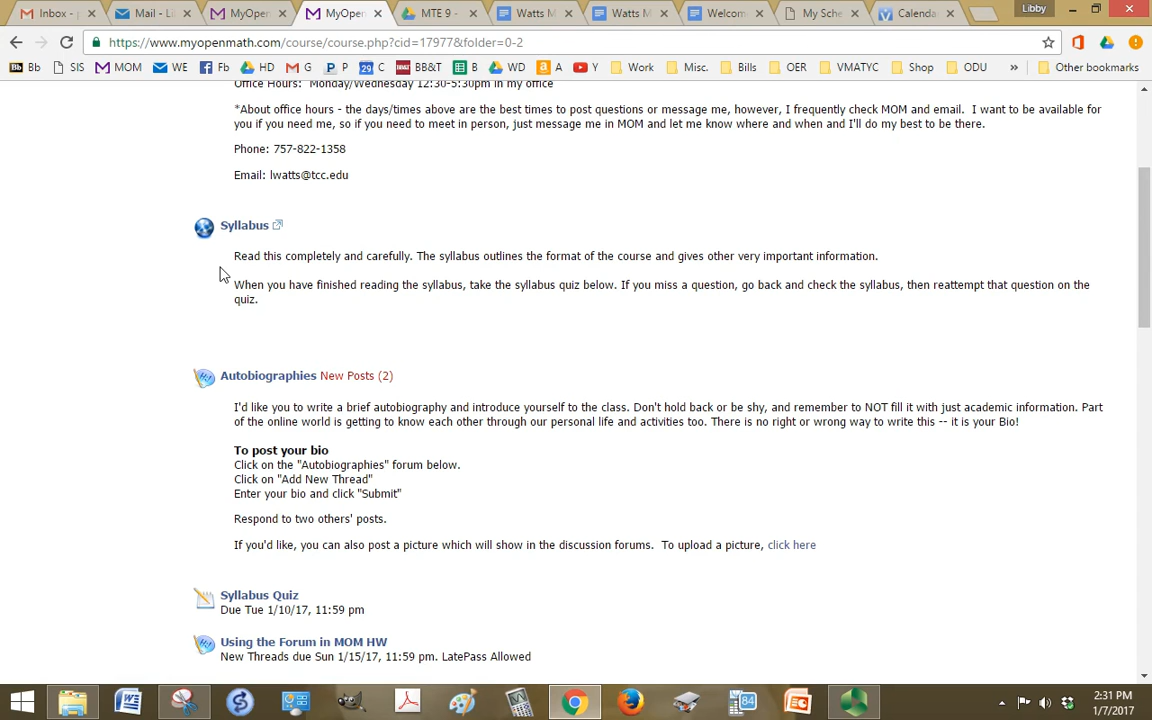 Inbox - p
Mail - Li
MyOpen
MyOpen
MTE 9 -
Watts M
Watts M
Welcom
My Sche
Calenda
Libby
https://www.myopenmath.com/course/course.php?cid=17977&folder=0-2
Bb SIS MOM WE Fb HD G P C BB&T B WD A Y Work Misc. Bills OER VMATYC Shop ODU » Other bookmarks
Office Hours: Monday/Wednesday 12:30-5:30pm in my office
*About office hours - the days/times above are the best times to post questions or message me, however, I frequently check MOM and email. I want to be available for
you if you need me, so if you need to meet in person, just message me in MOM and let me know where and when and I'll do my best to be there.
Phone: 757-822-1358
Email: lwatts@tcc.edu
Syllabus
Read this completely and carefully. The syllabus outlines the format of the course and gives other very important information.
When you have finished reading the syllabus, take the syllabus quiz below. If you miss a question, go back and check the syllabus, then reattempt that question on the
quiz.
Autobiographies New Posts (2)
I'd like you to write a brief autobiography and introduce yourself to the class. Don't hold back or be shy, and remember to NOT fill it with just academic information. Part
of the online world is getting to know each other through our personal life and activities too. There is no right or wrong way to write this -- it is your Bio!
To post your bio
Click on the "Autobiographies" forum below.
Click on "Add New Thread"
Enter your bio and click "Submit"
Respond to two others' posts.
If you'd like, you can also post a picture which will show in the discussion forums. To upload a picture, click here
Syllabus Quiz
Due Tue 1/10/17, 11:59 pm
Using the Forum in MOM HW
New Threads due Sun 1/15/17, 11:59 pm. LatePass Allowed
2:31 PM
1/7/2017